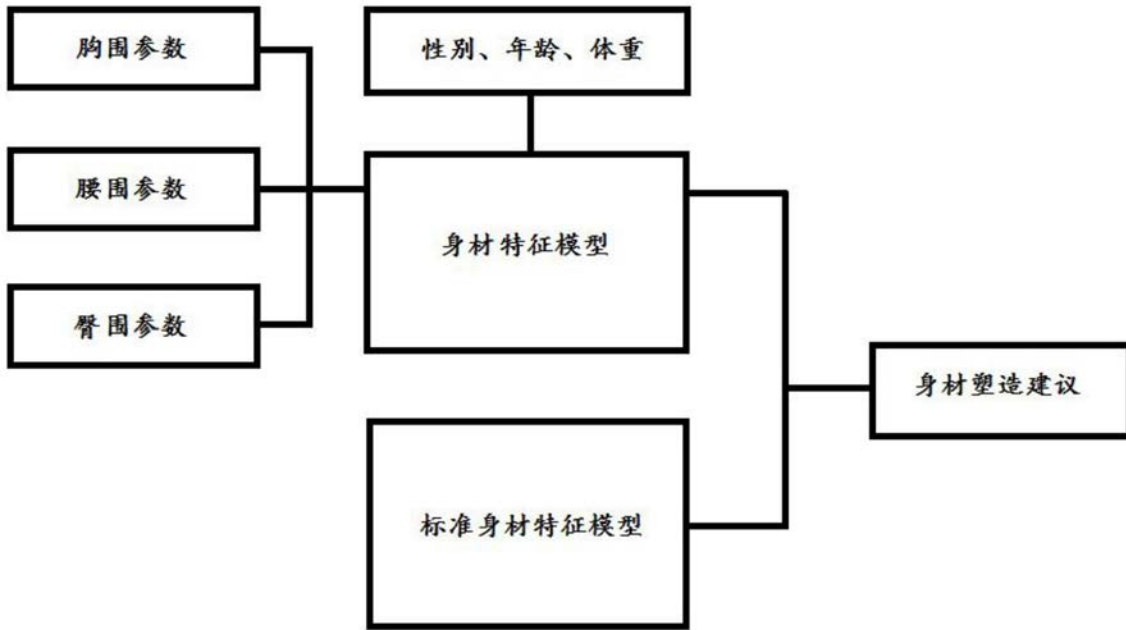 胸围参数
性别、年龄、体重
腰围参数
身材特征模型
臀围参数
身材塑造建议
标准身材特征模型